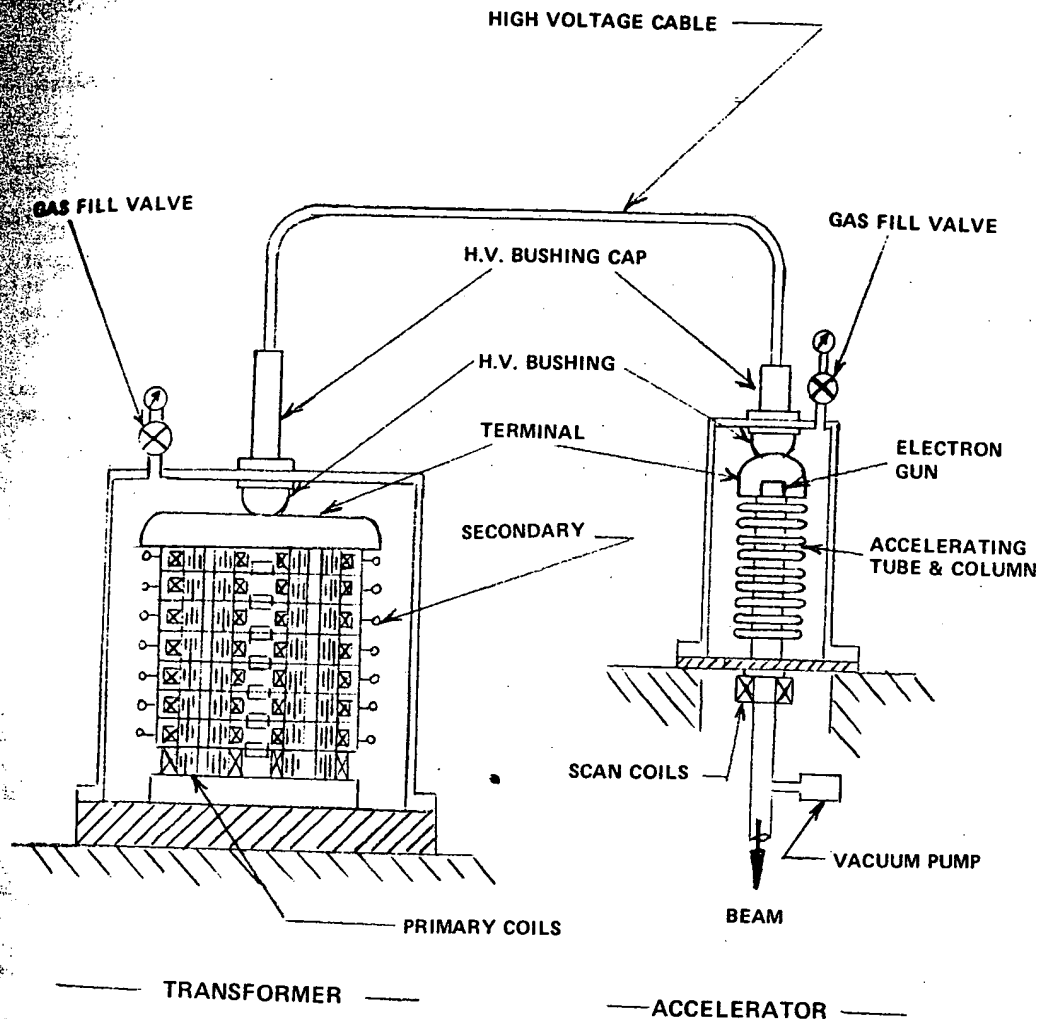 HIGH VOLTAGE CABLE
GAS FILL VALVE
GAS FILL VALVE
H.V. BUSHING CAP
H.V. BUSHING
TERMINAL
ELECTRON
GUN
SECONDARY
ACCELERATING
TUBE & COLUMN
SCAN COILS
VACUUM PUMP
BEAM
PRIMARY COILS
TRANSFORMER
ACCELERATOR